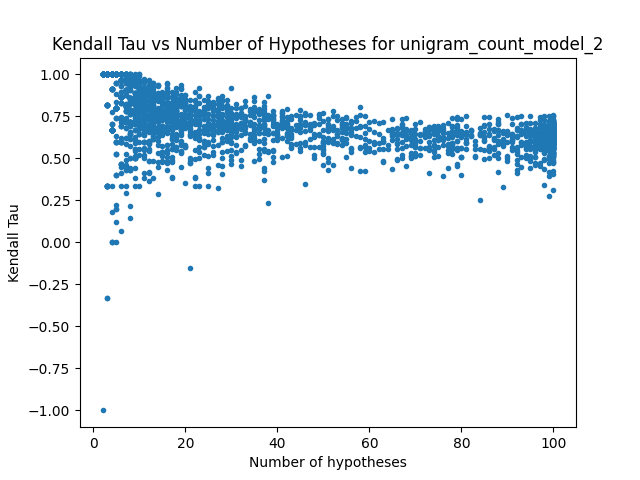 Kendall Tau vs Number of Hypotheses for unigram_count_model_2
1.00
0.75
0.50
0.25
0.00
−0.25
−0.50
−0.75
−1.00
Kendall Tau
0 20 40 60 80 100
Number of hypotheses